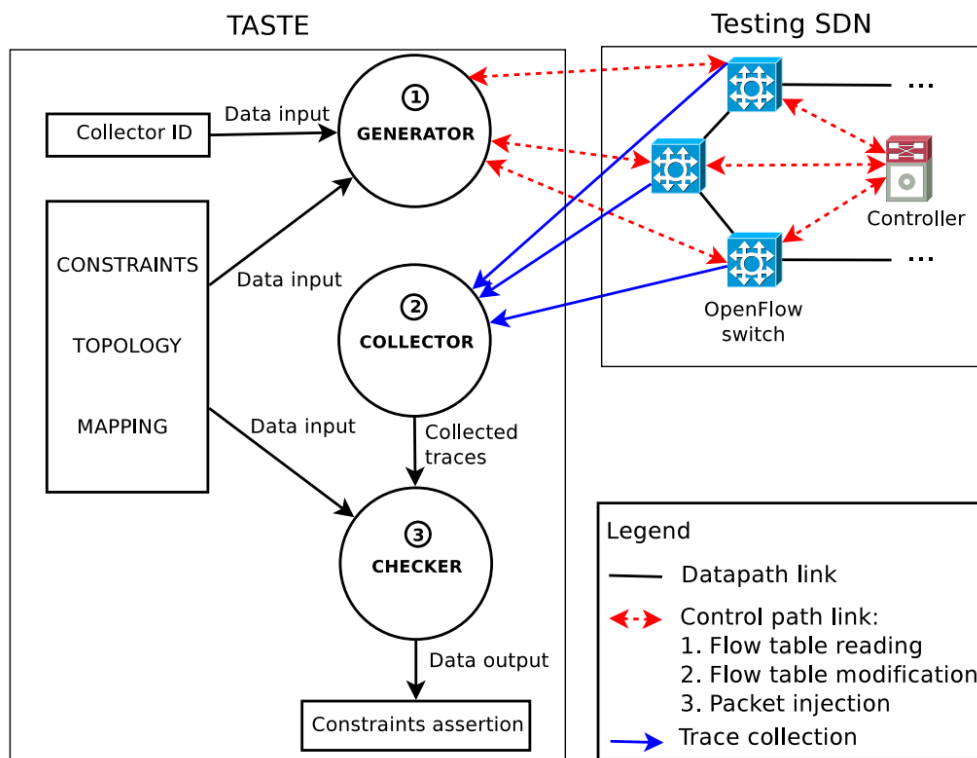 TASTE
Testing SDN
Collector ID
Data input
1
GENERATOR
...
Controller
...
OpenFlow
switch
CONSTRAINTS
TOPOLOGY
MAPPING
Data input
2
COLLECTOR
Data input
Collected
traces
3
CHECKER
Data output
Constraints assertion
Legend
Datapath link
Control path link:
1. Flow table reading
2. Flow table modification
3. Packet injection
Trace collection